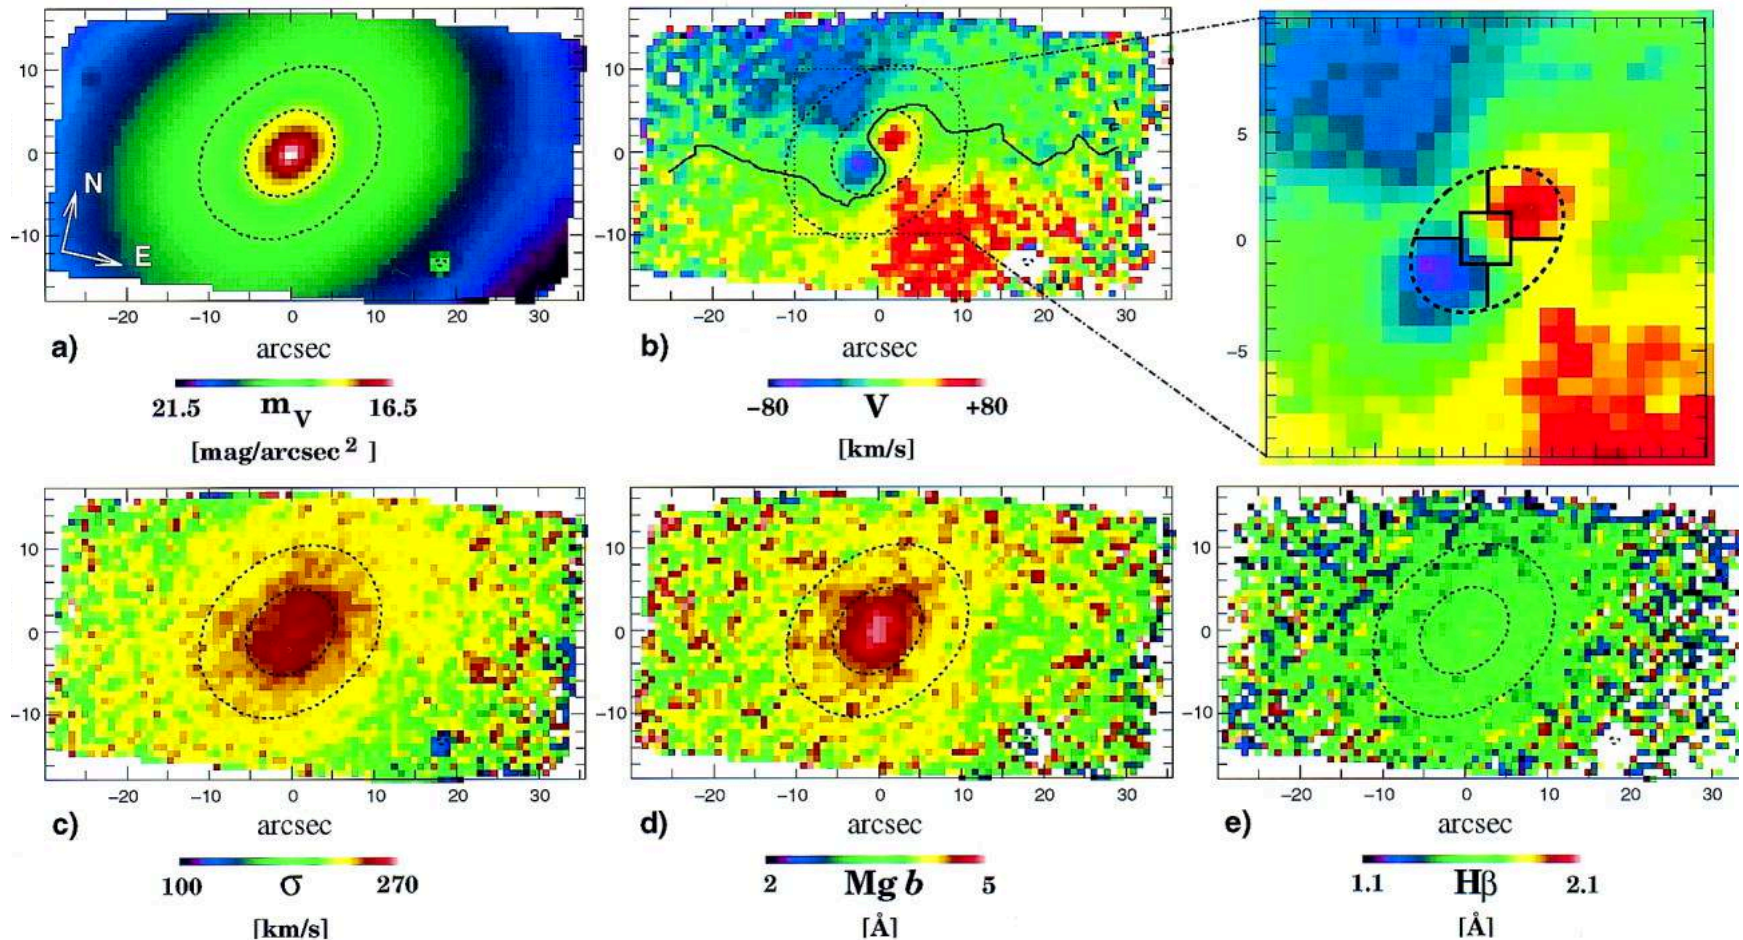 10
0
−10
N
E
−20 −10 0 10 20 30
a) arcsec
21.5 m_V 16.5
[mag/arcsec²]
10
0
−10
−20 −10 0 10 20 30
b) arcsec
−80 V +80
[km/s]
5
0
−5
10
0
−10
−20 −10 0 10 20 30
c) arcsec
100 σ 270
[km/s]
10
0
−10
−20 −10 0 10 20 30
d) arcsec
2 Mg b 5
[Å]
10
0
−10
−20 −10 0 10 20 30
e) arcsec
1.1 Hβ 2.1
[Å]